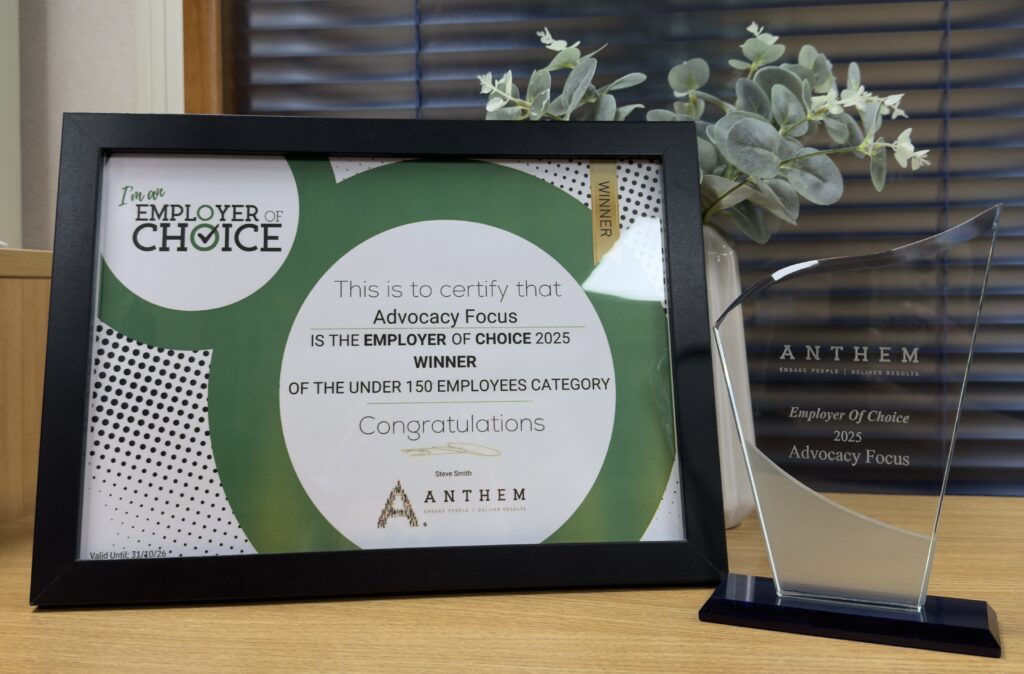 I'm an
EMPLOYER OF
CHOICE
WINNER
This is to certify that
Advocacy Focus
IS THE EMPLOYER OF CHOICE 2025
WINNER
OF THE UNDER 150 EMPLOYEES CATEGORY
Congratulations
Steve Smith
ANTHEM
ENGAGE PEOPLE | DELIVER RESULTS
Valid Until: 31/10/26
ANTHEM
ENGAGE PEOPLE | DELIVER RESULTS
Employer Of Choice
2025
Advocacy Focus